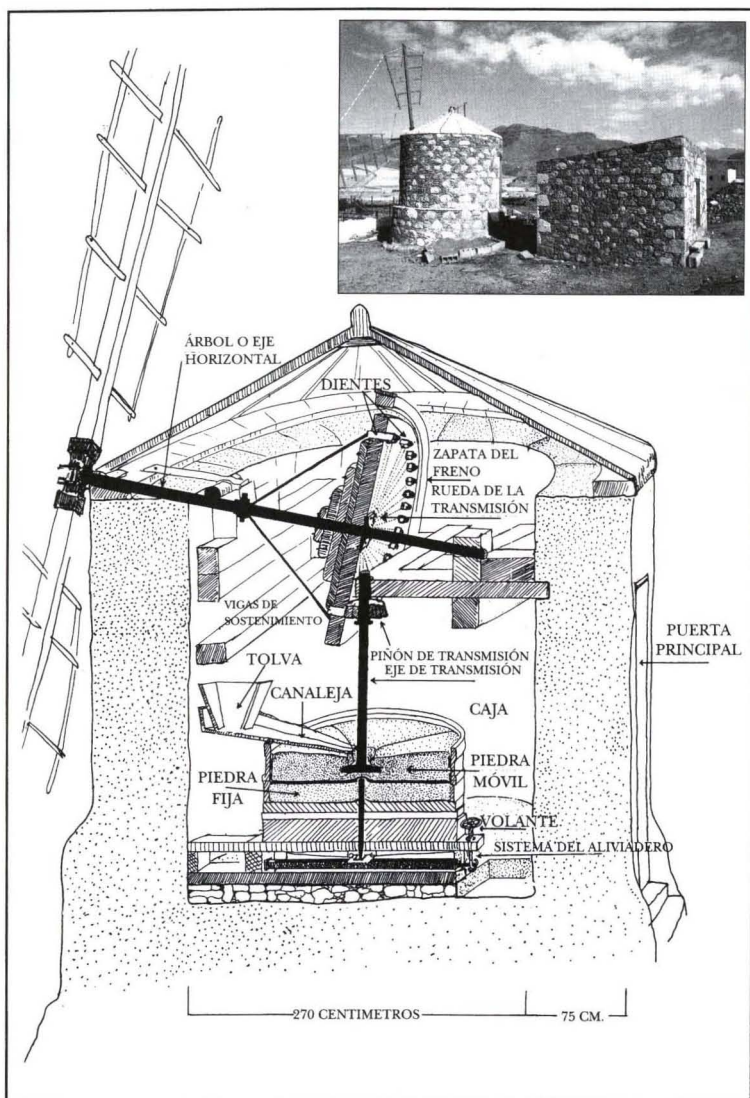 ÁRBOL O EJE
HORIZONTAL
DIENTES
ZAPATA DEL
FRENO
RUEDA DE LA
TRANSMISIÓN
VIGAS DE
SOSTENIMIENTO
PIÑÓN DE TRANSMISIÓN
EJE DE TRANSMISIÓN
PUERTA
PRINCIPAL
TOLVA
CANALEJA
CAJA
PIEDRA
FIJA
PIEDRA
MÓVIL
VOLANTE
SISTEMA DEL ALIVIADERO
270 CENTIMETROS
75 CM.